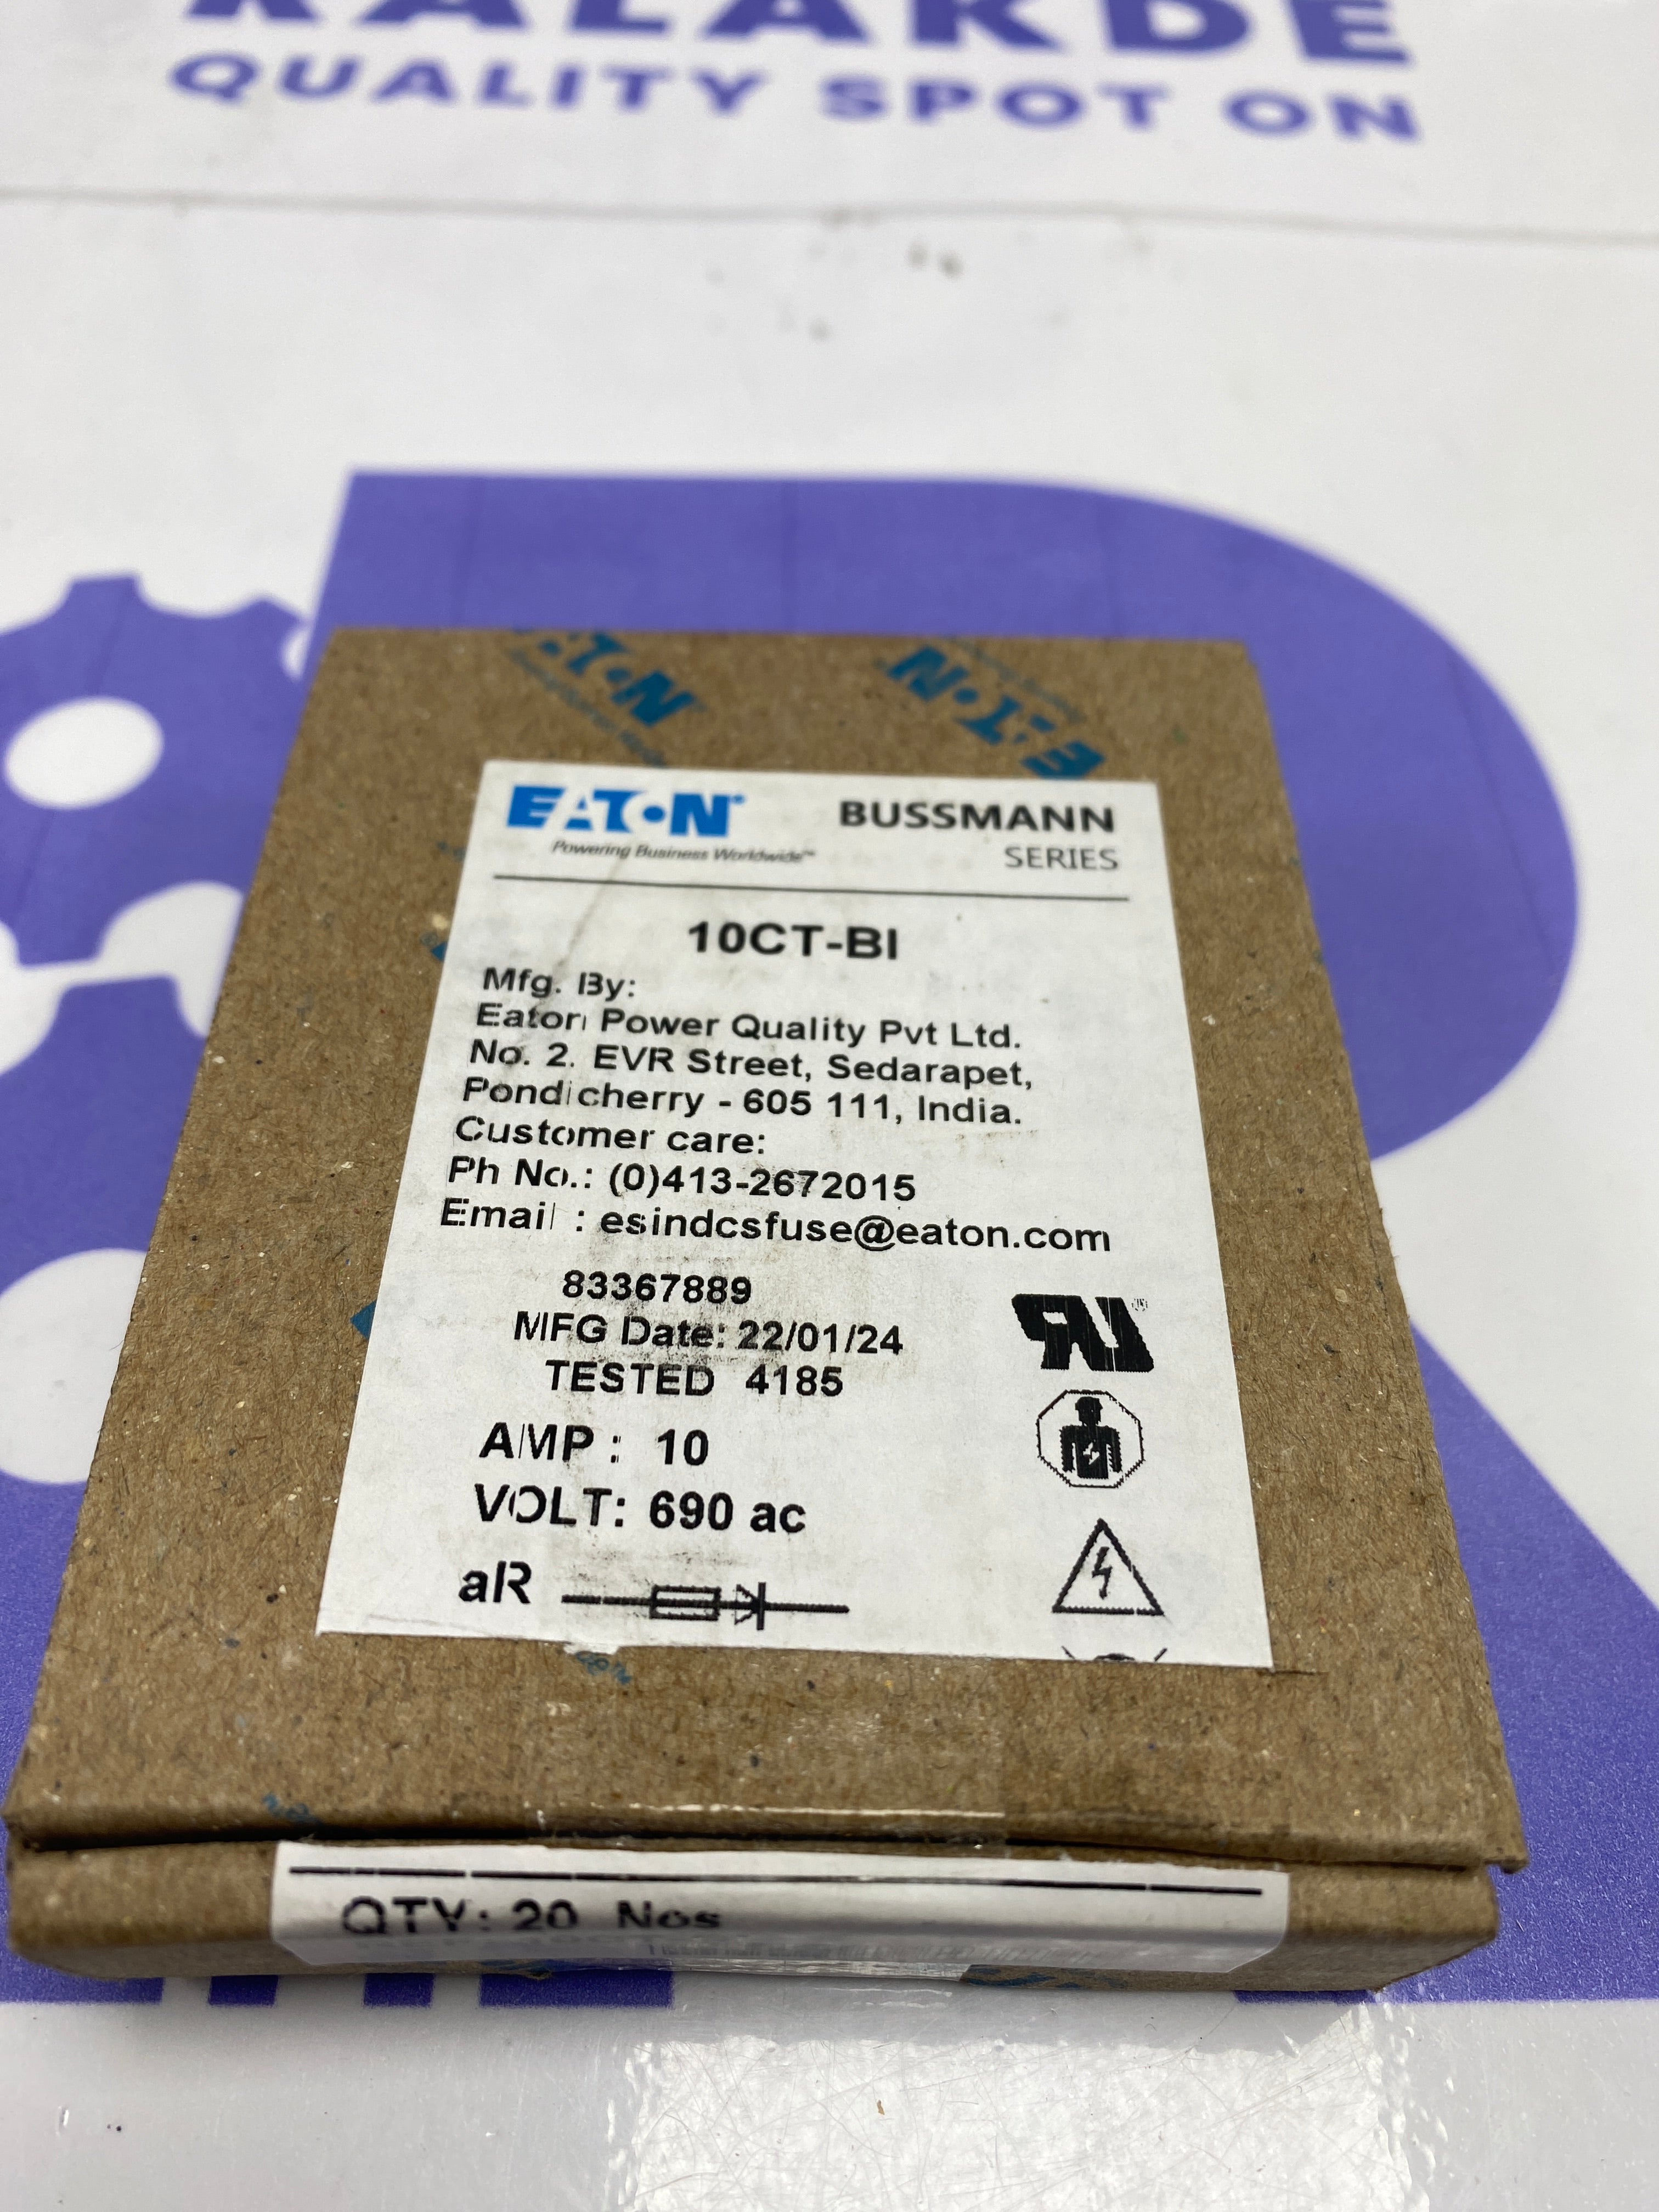 QUALITY SPOT ON
EATON
EATON
EATON
Powering Business Worldwide™
BUSSMANN
SERIES
10CT-BI
Mfg. By:
Eaton Power Quality Pvt Ltd.
No. 2. EVR Street, Sedarapet,
Pondicherry - 605 111, India.
Customer care:
Ph No.: (0)413-2672015
Email : esindcsfuse@eaton.com
83367889
MFG Date: 22/01/24
TESTED 4185
AMP : 10
VOLT: 690 ac
aR
QTY: 20 Nos